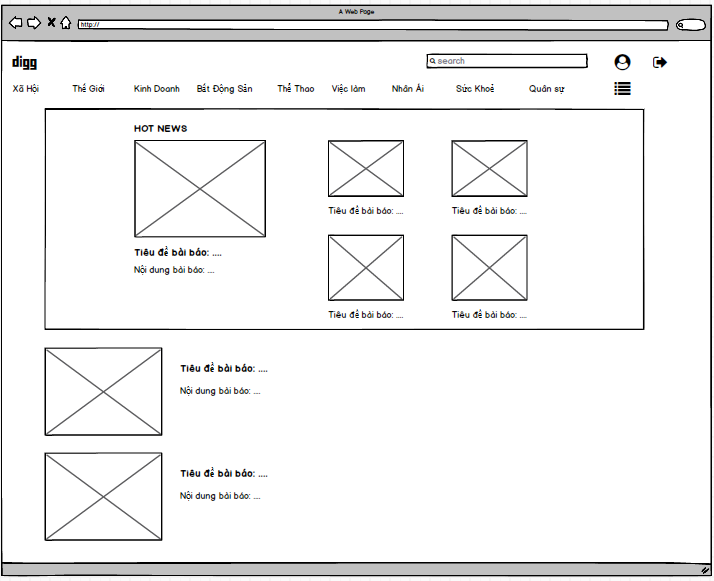 A Web Page
http://
digg
search
Xã Hội Thế Giới Kinh Doanh Bất Động Sản Thể Thao Việc làm Nhân Ái Sức Khoẻ Quân sự
HOT NEWS
Tiêu đề bài báo: ....
Nội dung bài báo: ...
Tiêu đề bài báo: ....
Tiêu đề bài báo: ....
Tiêu đề bài báo: ....
Tiêu đề bài báo: ....
Tiêu đề bài báo: ....
Nội dung bài báo: ...
Tiêu đề bài báo: ....
Nội dung bài báo: ...